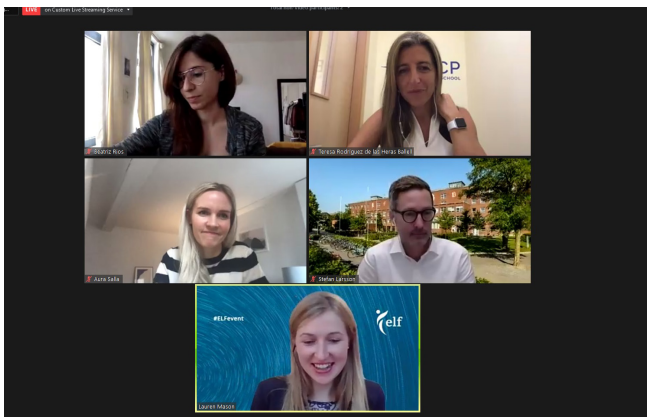 LIVE on Custom Live Streaming Service
CP
SCHOOL
Beatriz Rios
Teresa Rodríguez de las Heras Ballell
Aura Salla
Stefan Larsson
#ELFevent
elf
Lauren Mason